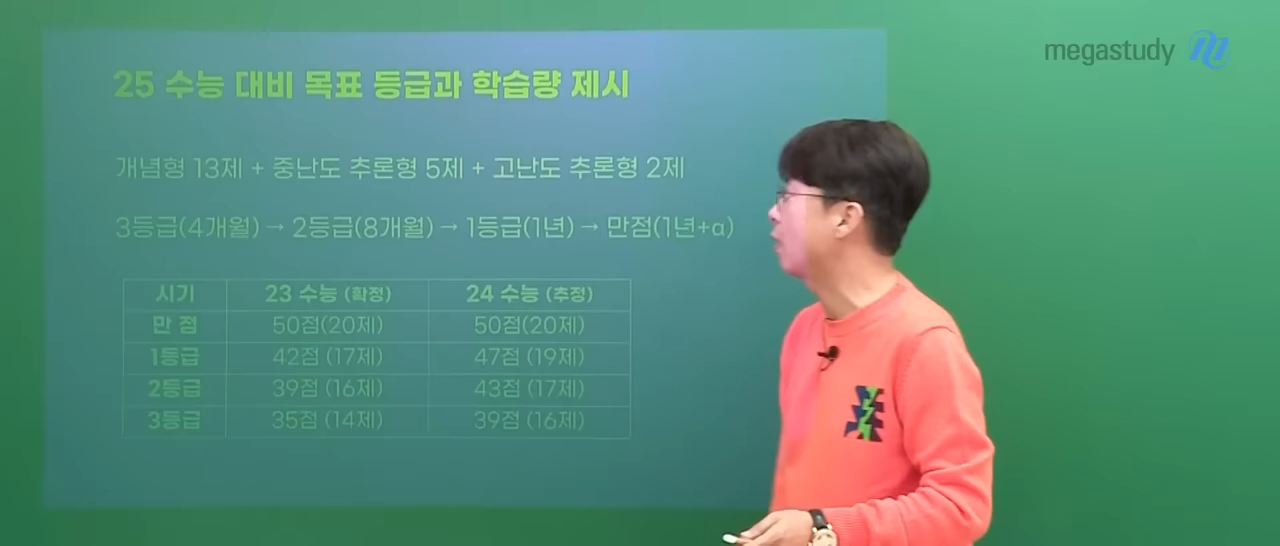 megastudy
25 수능 대비 목표 등급과 학습량 제시
개념형 13제 + 중난도 추론형 5제 + 고난도 추론형 2제
3등급(4개월) → 2등급(8개월) → 1등급(1년) → 만점(1년+α)
시기 23 수능 (확정) 24 수능 (추정)
만 점 50점(20제) 50점(20제)
1등급 42점 (17제) 47점 (19제)
2등급 39점 (16제) 43점 (17제)
3등급 35점 (14제) 39점 (16제)